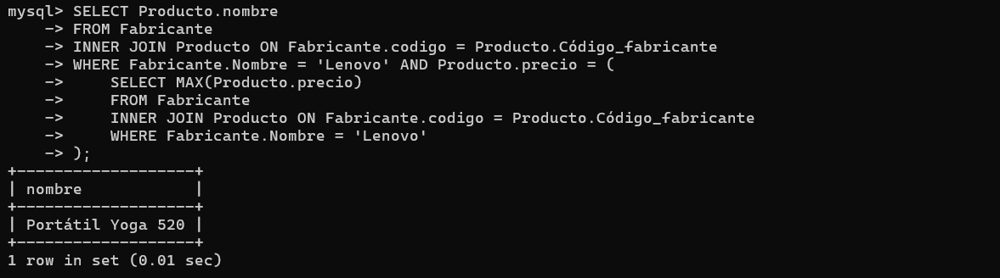 mysql> SELECT Producto.nombre
    -> FROM Fabricante
    -> INNER JOIN Producto ON Fabricante.codigo = Producto.Código_fabricante
    -> WHERE Fabricante.Nombre = 'Lenovo' AND Producto.precio = (
    ->     SELECT MAX(Producto.precio)
    ->     FROM Fabricante
    ->     INNER JOIN Producto ON Fabricante.codigo = Producto.Código_fabricante
    ->     WHERE Fabricante.Nombre = 'Lenovo'
    -> );
+-------------------+
| nombre            |
+-------------------+
| Portátil Yoga 520 |
+-------------------+
1 row in set (0.01 sec)